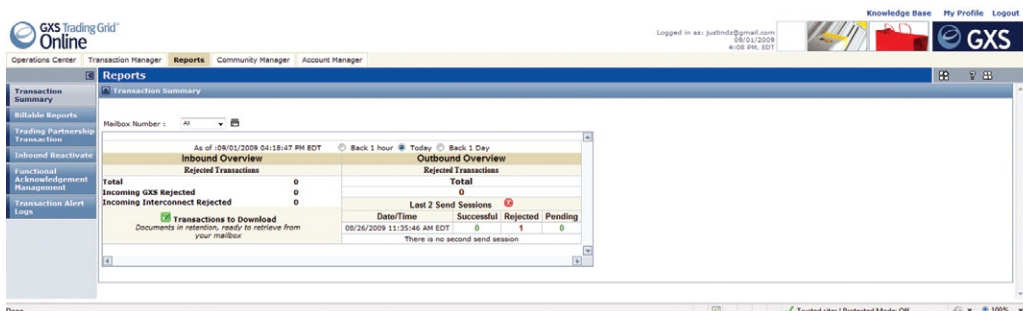 Knowledge Base My Profile Logout
GXS Trading Grid®
Online
Logged in as: justindz@gmail.com
09/01/2009
4:08 PM, EDT
GXS
Operations Center Transaction Manager Reports Community Manager Account Manager
Reports
Transaction Summary
Transaction Summary
Billable Reports
Trading Partnership Transaction
Inbound Reactivate
Functional Acknowledgement Management
Transaction Alert Logs
Mailbox Number : All
As of :09/01/2009 04:18:47 PM EDT Back 1 hour Today Back 1 Day
Inbound Overview Outbound Overview
Rejected Transactions Rejected Transactions
Total 0 Total
Incoming GXS Rejected 0 0
Incoming Interconnect Rejected 0 Last 2 Send Sessions
Transactions to Download Date/Time Successful Rejected Pending
Documents in retention, ready to retrieve from your mailbox 08/26/2009 11:35:46 AM EDT 0 1 0
There is no second send session
Done Trusted sites | Protected Mode: Off 100%